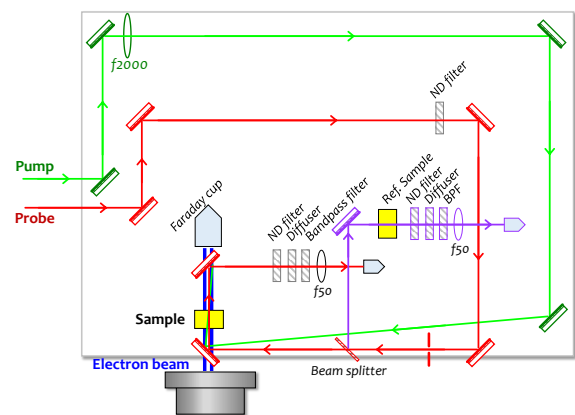 f2000
ND filter
Pump
Probe
Faraday cup
ND filter
Diffuser
Bandpass filter
Ref. Sample
ND filter
Diffuser
BPF
f50
f50
Sample
Electron beam
Beam splitter